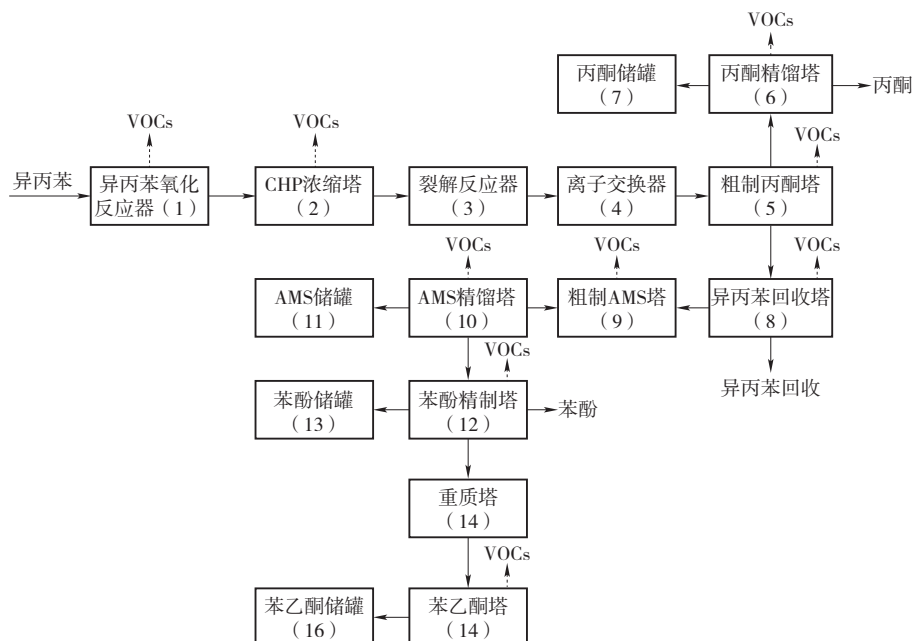 VOCs
丙酮储罐
(7)
丙酮精馏塔
(6)
丙酮
VOCs
VOCs
VOCs
异丙苯
异丙苯氧化
反应器(1)
CHP浓缩塔
(2)
裂解反应器
(3)
离子交换器
(4)
粗制丙酮塔
(5)
VOCs
VOCs
VOCs
AMS储罐
(11)
AMS精馏塔
(10)
粗制AMS塔
(9)
异丙苯回收塔
(8)
VOCs
异丙苯回收
苯酚储罐
(13)
苯酚精制塔
(12)
苯酚
重质塔
(14)
VOCs
苯乙酮储罐
(16)
苯乙酮塔
(14)